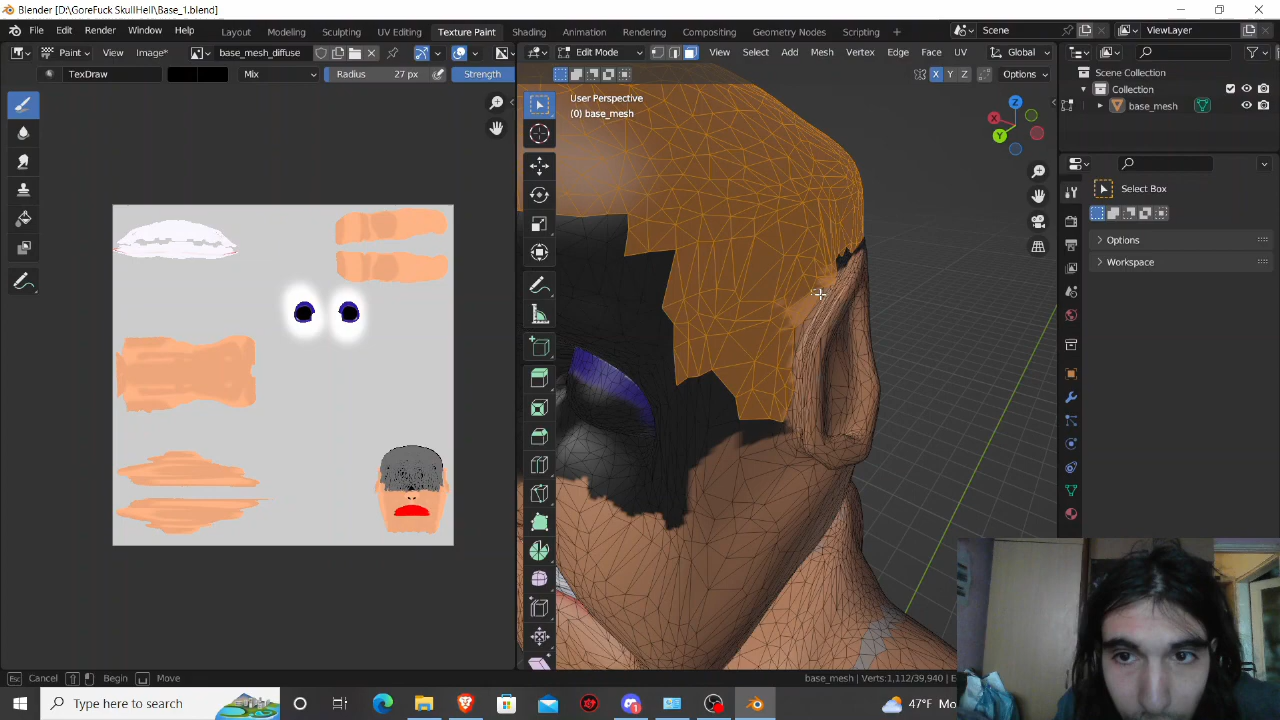 Blender [D:\GoreFuck SkullHell\Base_1.blend]
File Edit Render Window Help Layout Modeling Sculpting UV Editing Texture Paint Shading Animation Rendering Compositing Geometry Nodes Scripting + Scene ViewLayer
Paint View Image* base_mesh_diffuse Edit Mode View Select Add Mesh Vertex Edge Face UV Global
TexDraw Mix Radius 27 px Strength X Y Z Options
Scene Collection
Collection
base_mesh
User Perspective
(0) base_mesh
Z
X
Y
Select Box
Options
Workspace
Esc Cancel Begin Move base_mesh | Verts:1,112/39,940 | E
Type here to search 1 47°F Mo